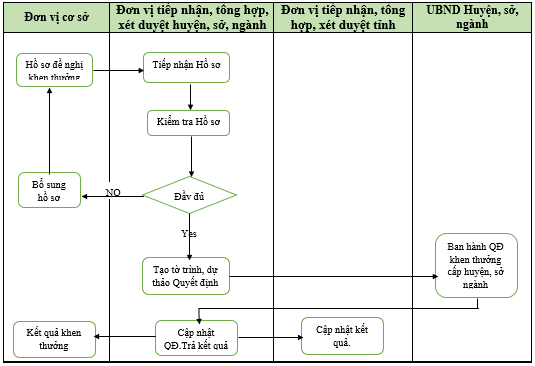 Đơn vị cơ sở
Đơn vị tiếp nhận, tông hợp,
xét duyệt huyện, sở, ngành
Đơn vị tiếp nhận, tông
hợp, xét duyệt tỉnh
UBND Huyện, sở,
ngành
Hồ sơ đề nghị
khen thưởng
Tiếp nhận Hồ sơ
Kiểm tra Hồ sơ
Bổ sung
hồ sơ
NO
Đầy đủ
Yes
Tạo tờ trình, dự
thảo Quyết định
Ban hành QĐ
khen thưởng
cấp huyện, sở
ngành
Kết quả khen
thưởng
Cập nhật
QĐ.Trả kết quả
Cập nhật kết
quả.